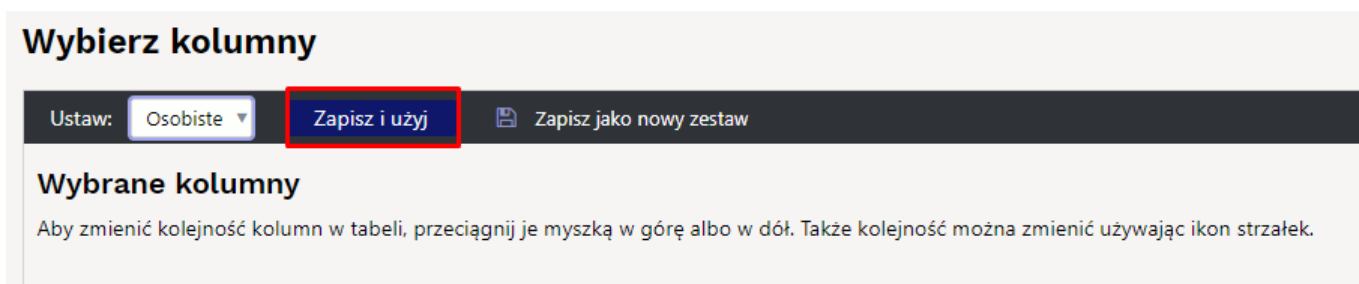 Wybierz kolumny
Ustaw: Osobiste Zapisz i użyj Zapisz jako nowy zestaw
Wybrane kolumny
Aby zmienić kolejność kolumn w tabeli, przeciągnij je myszką w górę albo w dół. Także kolejność można zmienić używając ikon strzałek.